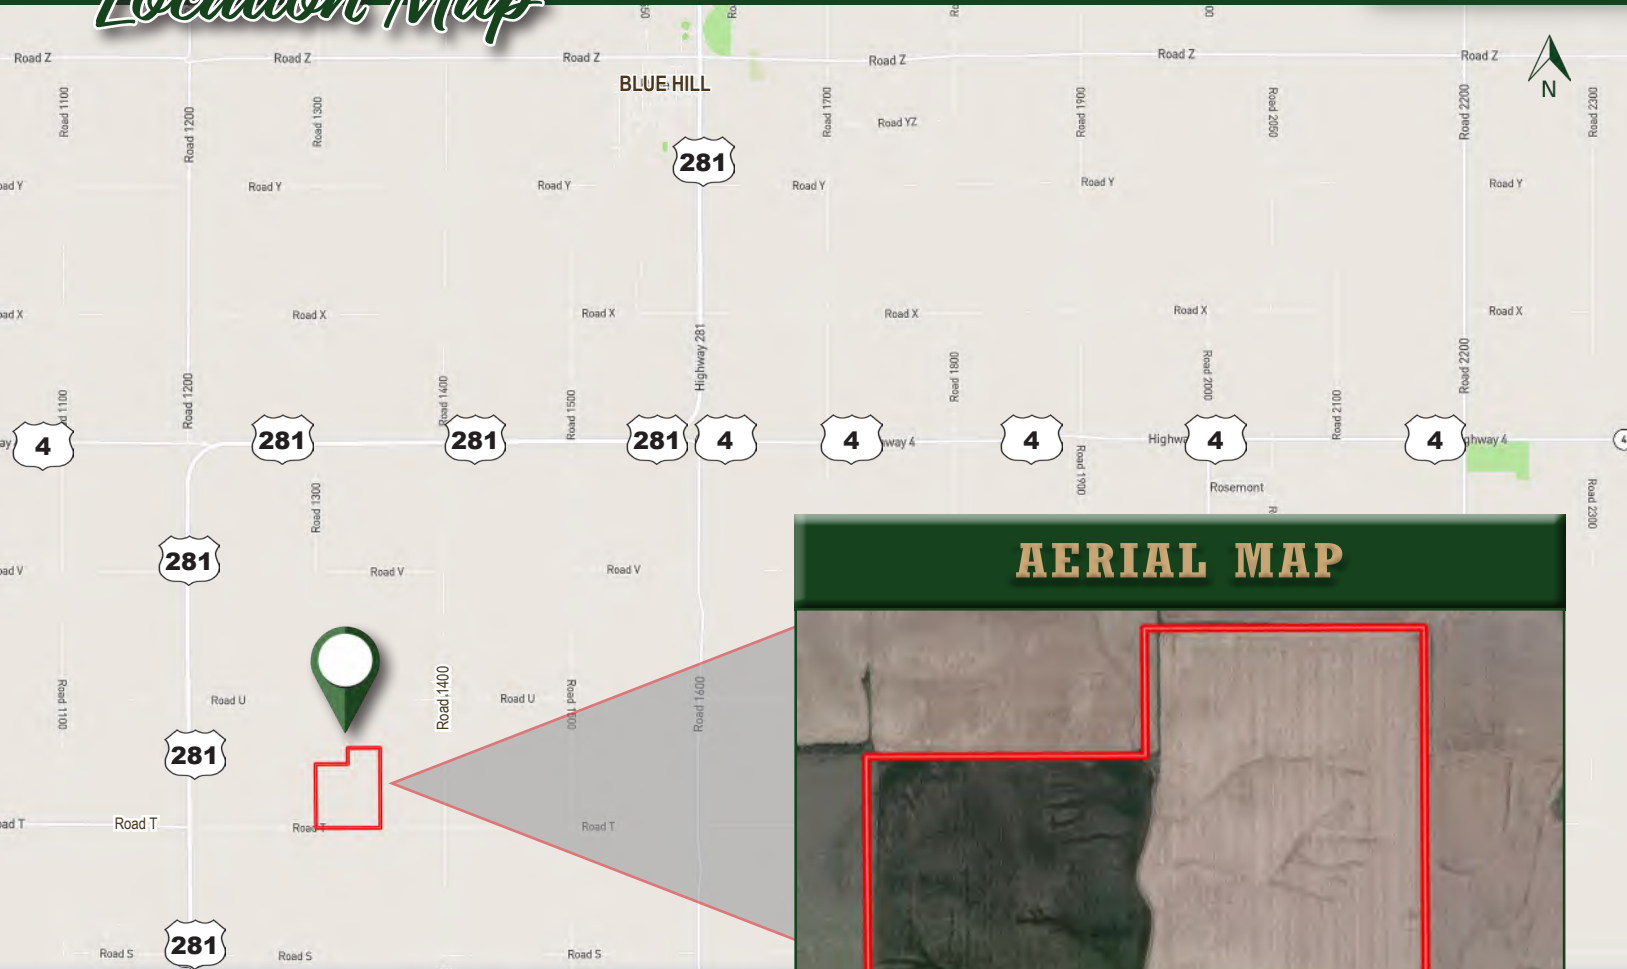 Location Map
Road Z Road Z Road Z Road Z Road Z Road Z
BLUE HILL
N
Road 1100 Road 1200 Road 1300 Road 1700 Road YZ Road 1900 Road 2050 Road 2200 Road 2300
281
Road Y Road Y Road Y Road Y Road Y
Road X Road X Road X Road X Road X
Highway 281
Road 1200 Road 1400 Road 1500 Road 1800 Road 2000 Road 2100 Road 2200
4 281 281 281 4 4 4 4 4 4
Road 1300 Road 1900 Rosemont Road 2300
281
Road V Road V
AERIAL MAP
Road 1100 Road U Road 1400 Road U Road 1600
281
Road T Road T Road T
Road S 281 Road S Road S